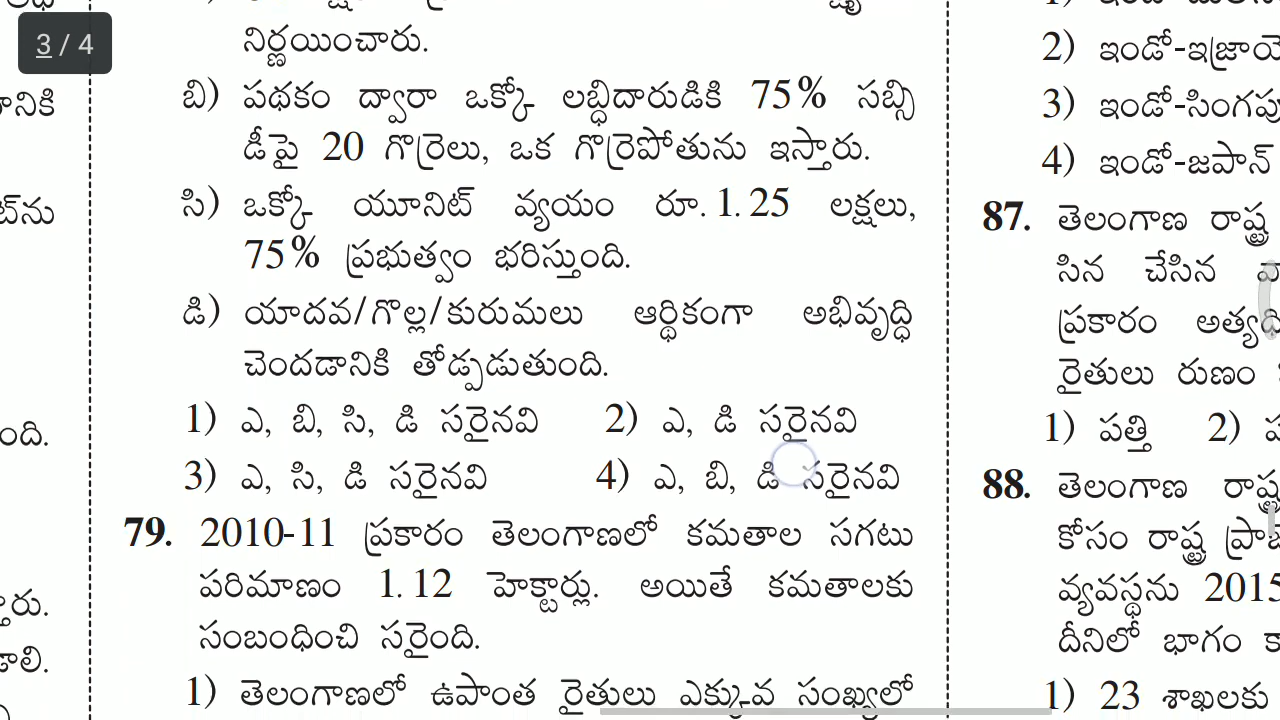 3 / 4
నిర్ణయించారు.
బి) పథకం ద్వారా ఒక్కో లబ్ధిదారుడికి 75% సబ్సి
డీపై 20 గొర్రెలు, ఒక గొర్రెపోతును ఇస్తారు.
సి) ఒక్కో యూనిట్ వ్యయం రూ. 1. 25 లక్షలు,
75% ప్రభుత్వం భరిస్తుంది.
డి) యాదవ/గొల్ల/కురుమలు ఆర్థికంగా అభివృద్ధి
చెందడానికి తోడ్పడుతుంది.
1) ఎ, బి, సి, డి సరైనవి 2) ఎ, డి సరైనవి
3) ఎ, సి, డి సరైనవి 4) ఎ, బి, డి సరైనవి
79. 2010-11 ప్రకారం తెలంగాణలో కమతాల సగటు
పరిమాణం 1. 12 హెక్టార్లు. అయితే కమతాలకు
సంబంధించి సరైంది.
1) తెలంగాణలో ఉపాంత రైతులు ఎక్కువ సంఖ్యలో
2) ఇండో-ఇజ్రాయె
3) ఇండో-సింగపు
4) ఇండో-జపాన్
87. తెలంగాణ రాష్ట్ర
సిన చేసిన
ప్రకారం అత్యధి
రైతులు రుణం
1) పత్తి 2)
88. తెలంగాణ రాష్ట్ర
కోసం రాష్ట్ర
వ్యవస్థను 2015
దీనిలో భాగం
1) 23 శాఖలకు